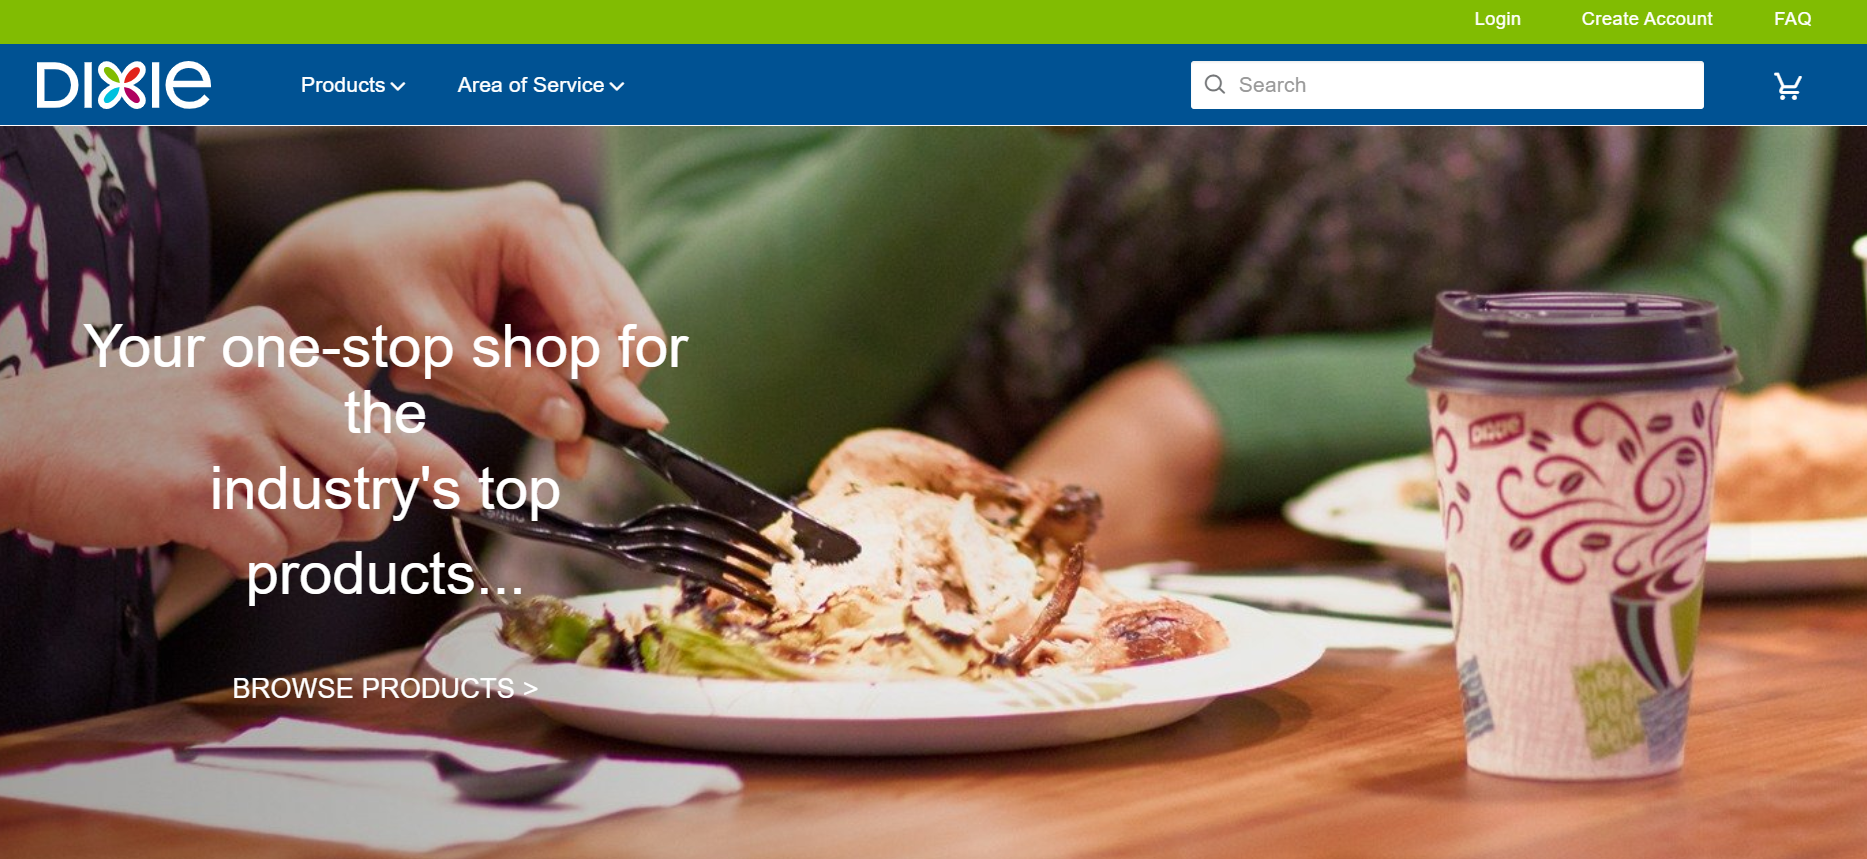 Login Create Account FAQ
DIXIE Products Area of Service Search
Your one-stop shop for
the
industry's top
products...
BROWSE PRODUCTS >
Dixie